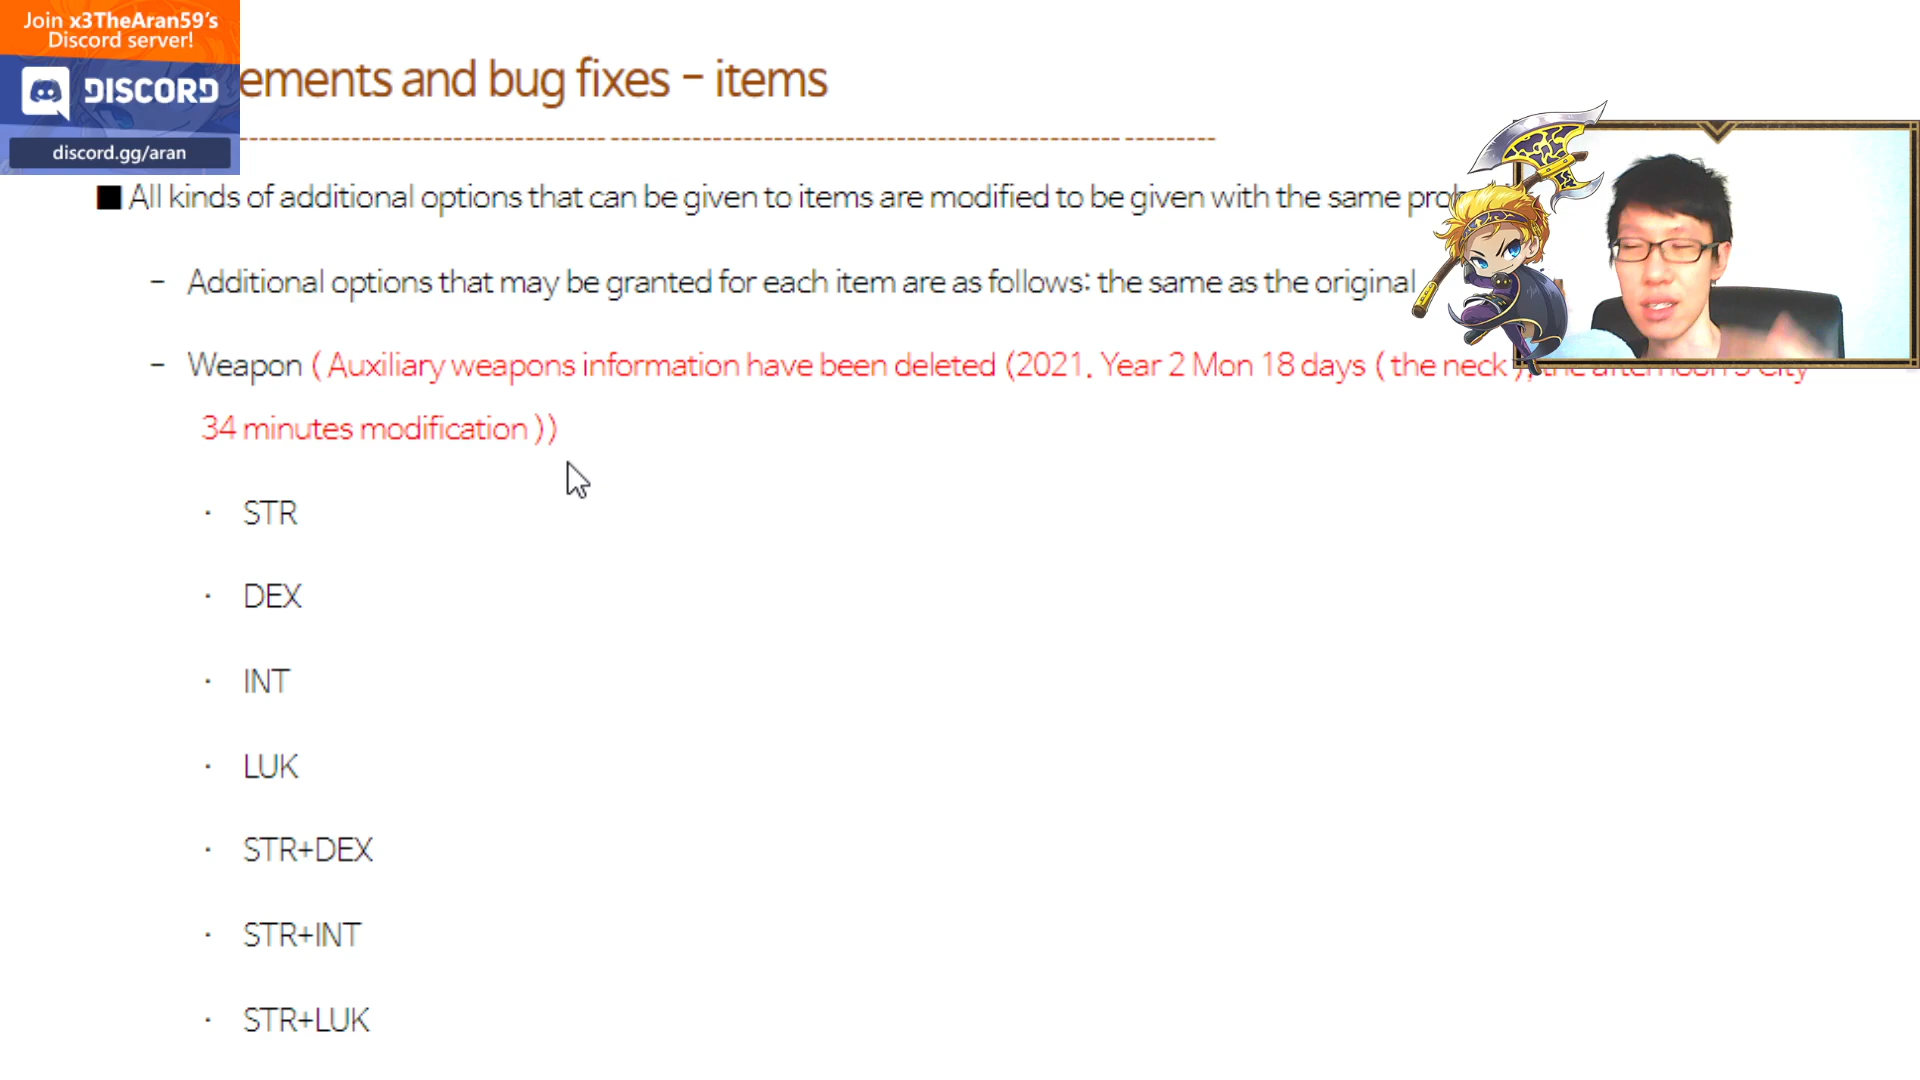 Join x3TheAran59's
Discord server!
DISCORD
discord.gg/aran
ements and bug fixes - items
■ All kinds of additional options that can be given to items are modified to be given with the same
- Additional options that may be granted for each item are as follows: the same as the original
- Weapon ( Auxiliary weapons information have been deleted (2021. Year 2 Mon 18 days ( the neck ), the afternoon 5 City
34 minutes modification ))
· STR
· DEX
· INT
· LUK
· STR+DEX
· STR+INT
· STR+LUK